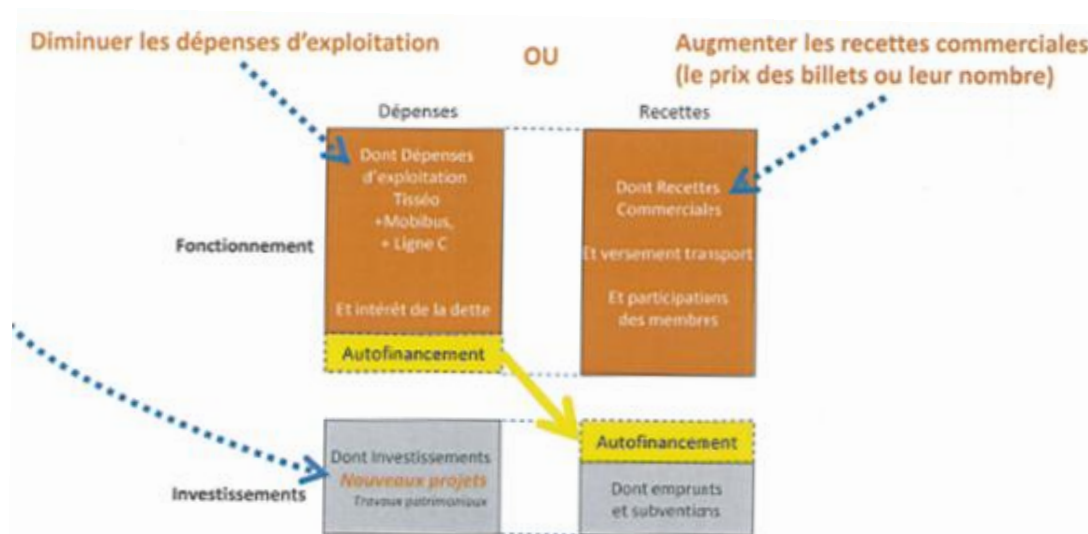 Diminuer les dépenses d'exploitation
OU
Augmenter les recettes commerciales
(le prix des billets ou leur nombre)
Dépenses
Recettes
Fonctionnement
Dont Dépenses
d'exploitation
Tisséo
+Mobibus,
+ Ligne C
Et intérêt de la dette
Autofinancement
Dont Recettes
Commerciales
Et versement transport
Et participations
des membres
Investissements
Dont Investissements
Nouveaux projets
Travaux patrimoniaux
Autofinancement
Dont emprunts
et subventions